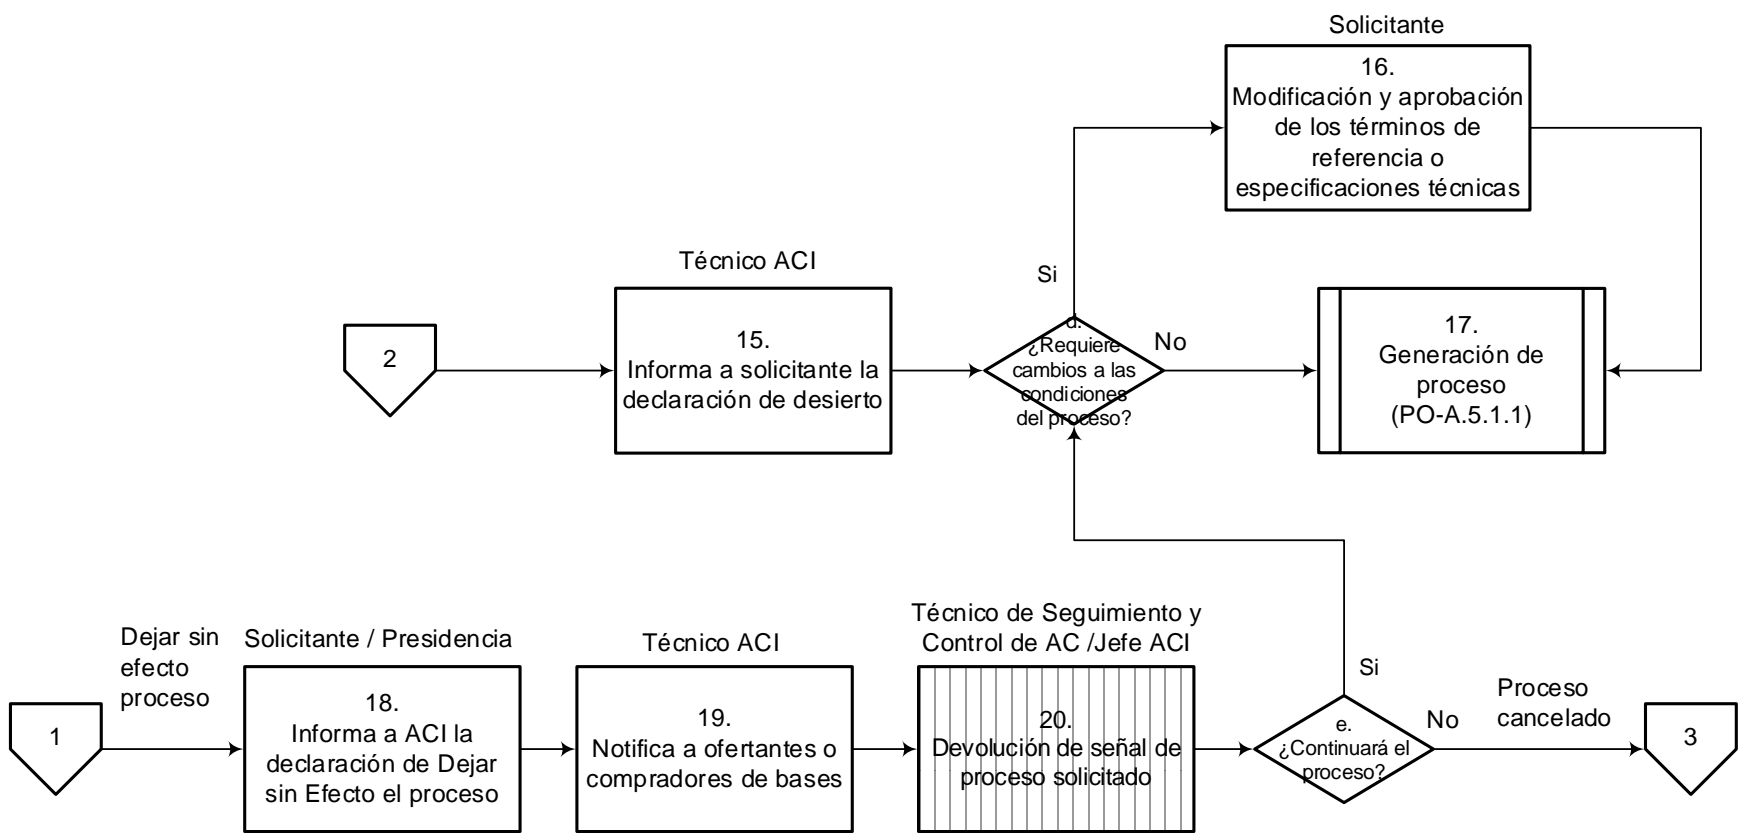 Solicitante
16.
Modificación y aprobación
de los términos de
referencia o
especificaciones técnicas
Técnico ACI
Si
2
15.
Informa a solicitante la
declaración de desierto
d.
¿Requiere
cambios a las
condiciones
del proceso?
No
17.
Generación de
proceso
(PO-A.5.1.1)
Dejar sin
efecto
proceso
Solicitante / Presidencia
Técnico ACI
Técnico de Seguimiento y
Control de AC /Jefe ACI
1
18.
Informa a ACI la
declaración de Dejar
sin Efecto el proceso
19.
Notifica a ofertantes o
compradores de bases
20.
Devolución de señal de
proceso solicitado
Si
e.
¿Continuará el
proceso?
No
Proceso
cancelado
3